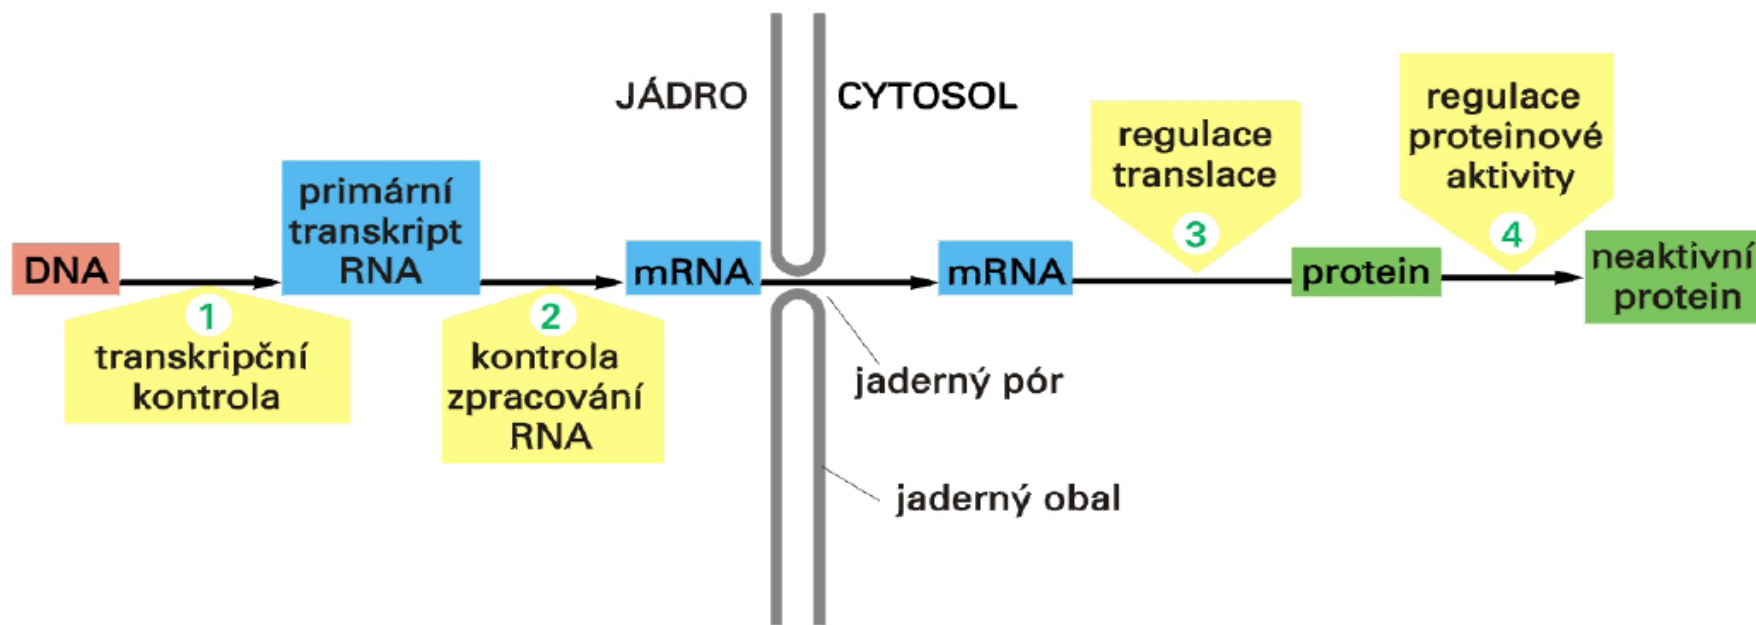 JÁDRO
CYTOSOL
DNA
primární
transkript
RNA
mRNA
mRNA
protein
neaktivní
protein
1
transkripční
kontrola
2
kontrola
zpracování
RNA
regulace
translace
3
regulace
proteinové
aktivity
4
jaderný pór
jaderný obal